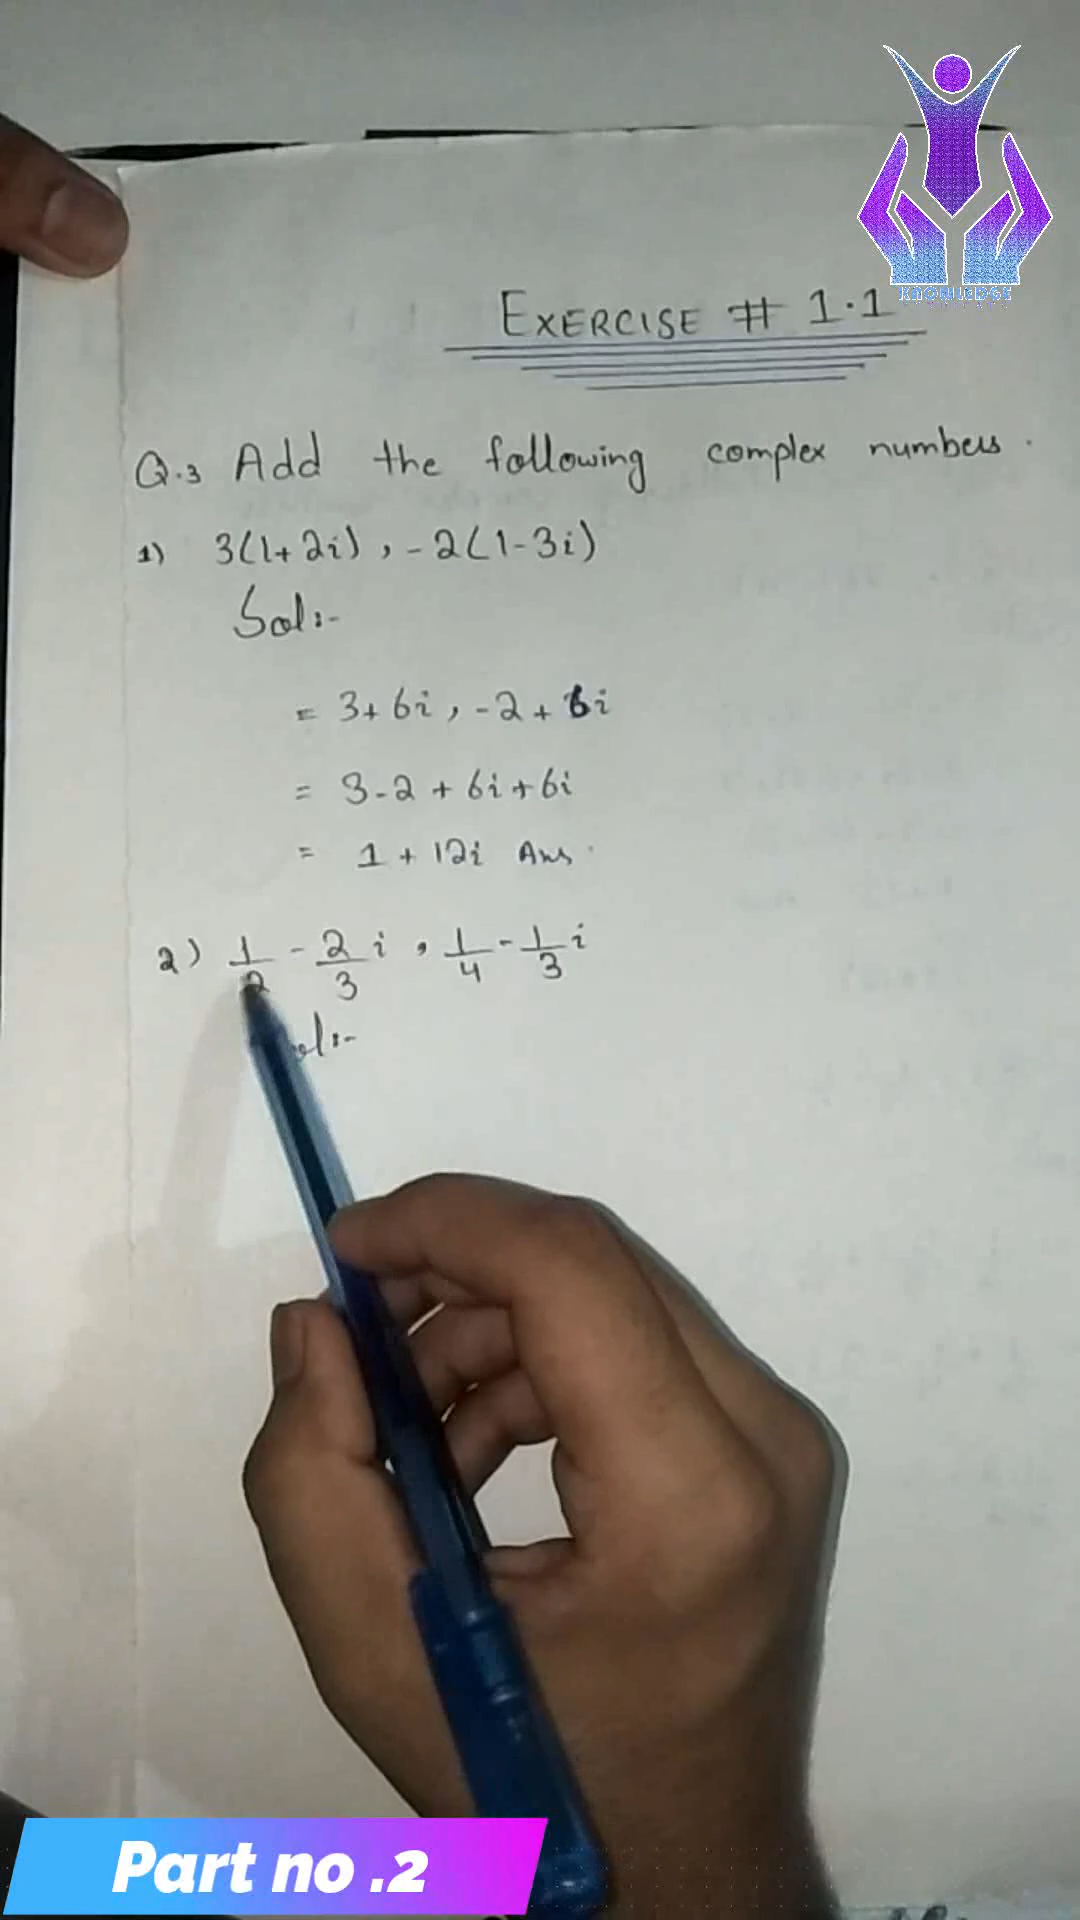 KNOWLEDGE
EXERCISE # 1.1
Q.3 Add the following complex numbers.
1) 3(1+2i), -2(1-3i)
Sol:-
= 3+6i, -2+6i
= 3-2+6i+6i
= 1+12i Ans.
2) 1/2 - 2/3 i, 1/4 - 1/3 i
Part no .2